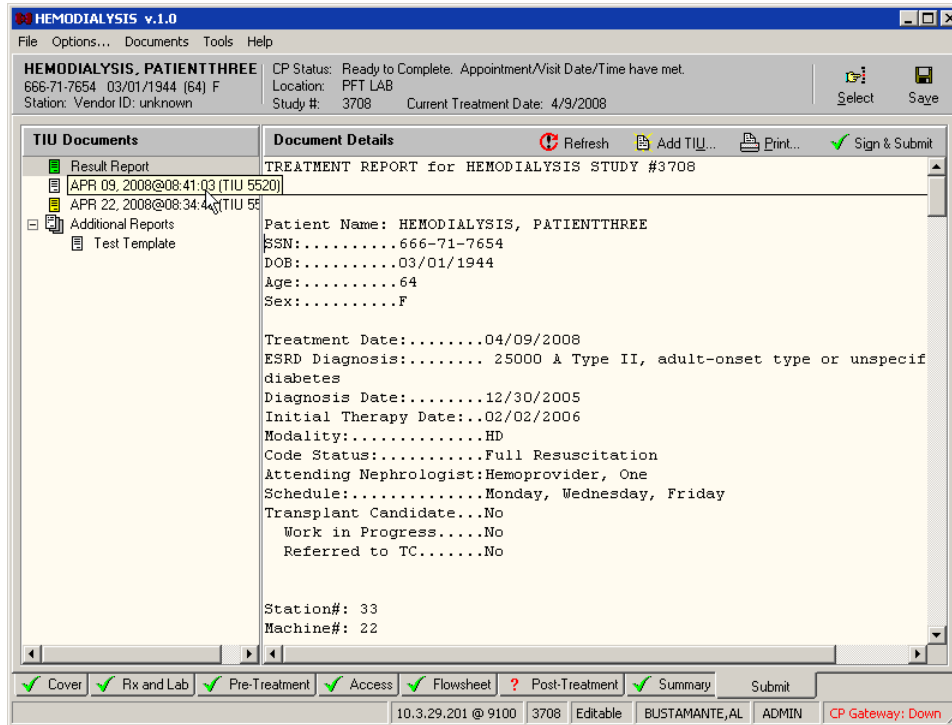 HEMODIALYSIS v.1.0
File Options... Documents Tools Help
HEMODIALYSIS, PATIENTTHREE
666-71-7654 03/01/1944 (64) F
Station: Vendor ID: unknown
CP Status: Ready to Complete. Appointment/Visit Date/Time have met.
Location: PFT LAB
Study #: 3708 Current Treatment Date: 4/9/2008
Select Save
TIU Documents
Result Report
APR 09, 2008@08:41:03 (TIU 5520)
APR 22, 2008@08:34:4 (TIU 55
Additional Reports
Test Template
Document Details Refresh Add TIU... Print... Sign & Submit
TREATMENT REPORT for HEMODIALYSIS STUDY #3708
Patient Name: HEMODIALYSIS, PATIENTTHREE
SSN:..........666-71-7654
DOB:..........03/01/1944
Age:..........64
Sex:..........F
Treatment Date:........04/09/2008
ESRD Diagnosis:........ 25000 A Type II, adult-onset type or unspecif
diabetes
Diagnosis Date:........12/30/2005
Initial Therapy Date:..02/02/2006
Modality:..............HD
Code Status:...........Full Resuscitation
Attending Nephrologist:Hemoprovider, One
Schedule:..............Monday, Wednesday, Friday
Transplant Candidate...No
Work in Progress.....No
Referred to TC.......No
Station#: 33
Machine#: 22
Cover Rx and Lab Pre-Treatment Access Flowsheet ? Post-Treatment Summary Submit
10.3.29.201 @ 9100 3708 Editable BUSTAMANTE,AL ADMIN CP Gateway: Down